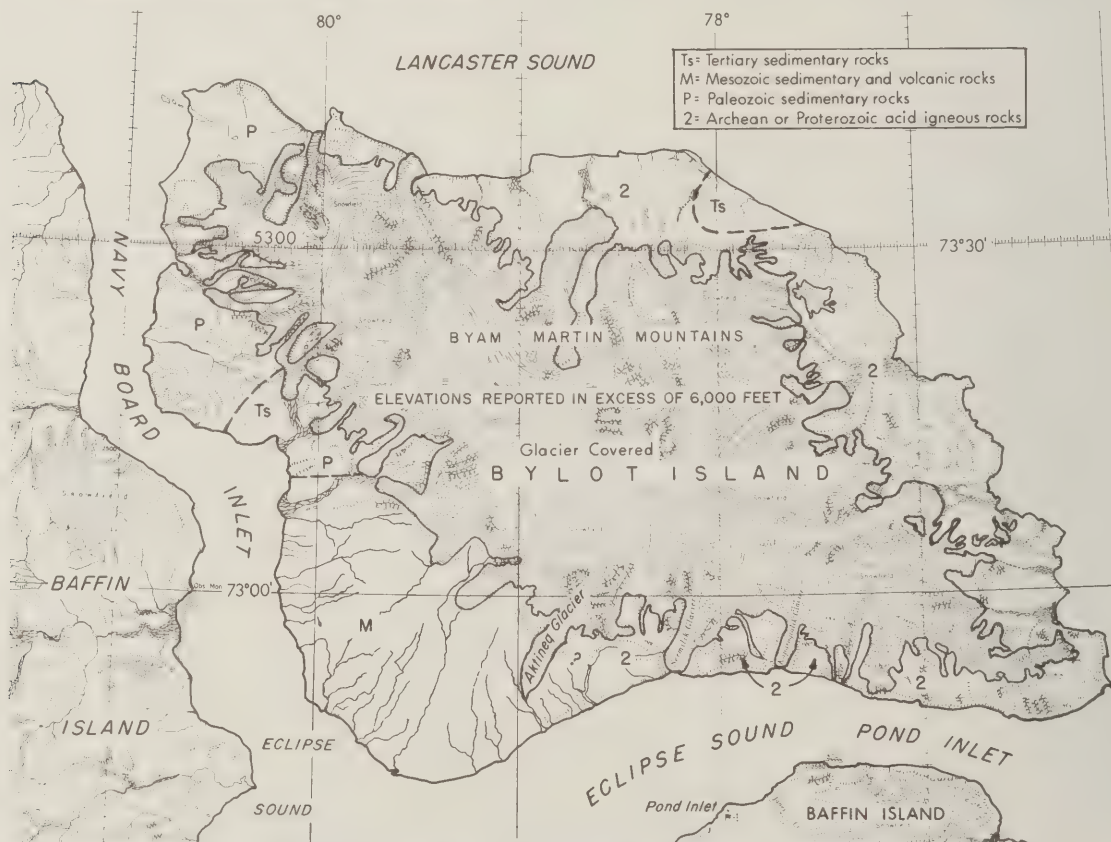 80°
78°
LANCASTER SOUND
Ts= Tertiary sedimentary rocks
M= Mesozoic sedimentary and volcanic rocks
P= Paleozoic sedimentary rocks
2= Archean or Proterozoic acid igneous rocks
P
2
Ts
NAVY BOARD INLET
5300
73°30'
P
BYAM MARTIN MOUNTAINS
2
Ts
ELEVATIONS REPORTED IN EXCESS OF 6,000 FEET
Glacier Covered
P
BYLOT ISLAND
Snowfield
BAFFIN
73°00'
M
Aktineq Glacier
?
2
2
2
ISLAND
ECLIPSE
SOUND
ECLIPSE SOUND
POND INLET
Pond Inlet
BAFFIN ISLAND